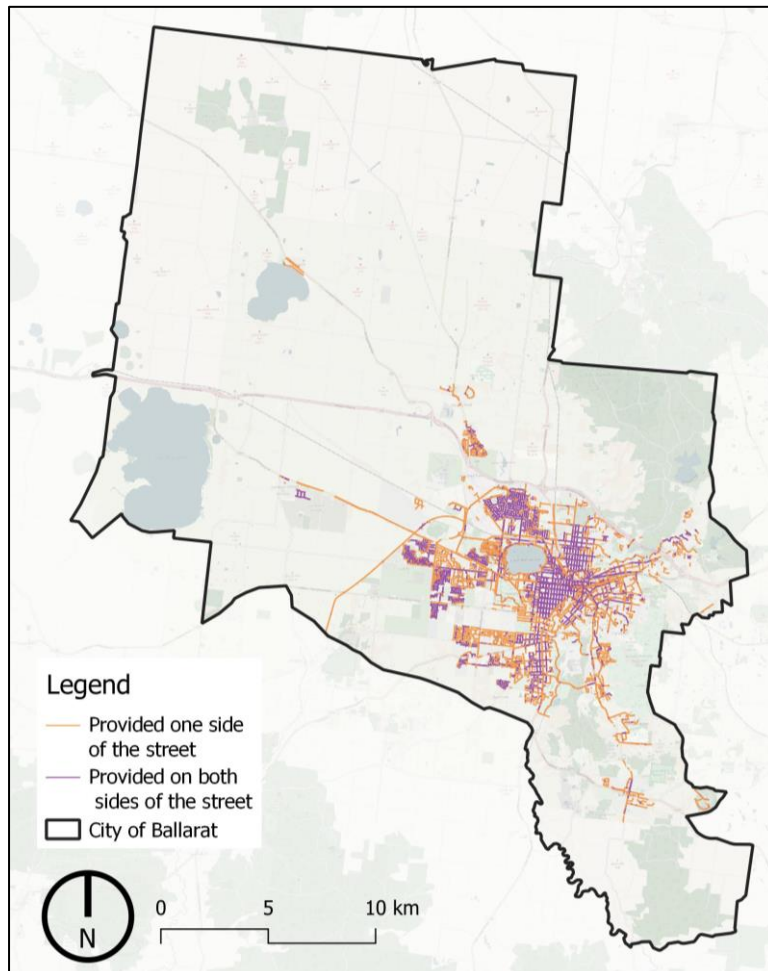 Legend
Provided one side
of the street
Provided on both
sides of the street
City of Ballarat
N
0 5 10 km